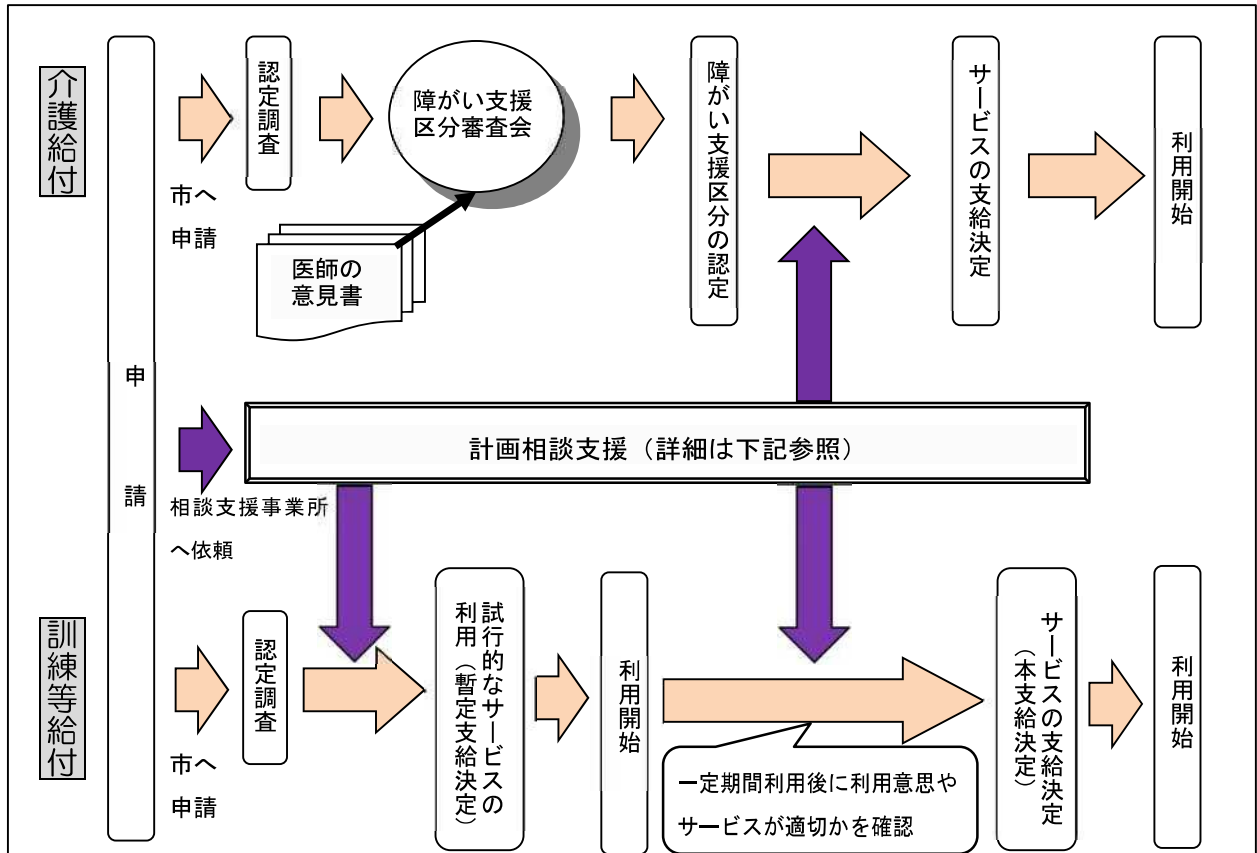 介護給付
申請
市へ
申請
認定調査
障がい支援
区分審査会
医師の
意見書
障がい支援区分の認定
サービスの支給決定
利用開始
相談支援事業所
へ依頼
計画相談支援（詳細は下記参照）
訓練等給付
市へ
申請
認定調査
試行的なサービスの
利用（暫定支給決定）
利用開始
一定期間利用後に利用意思や
サービスが適切かを確認
サービスの支給決定
（本支給決定）
利用開始